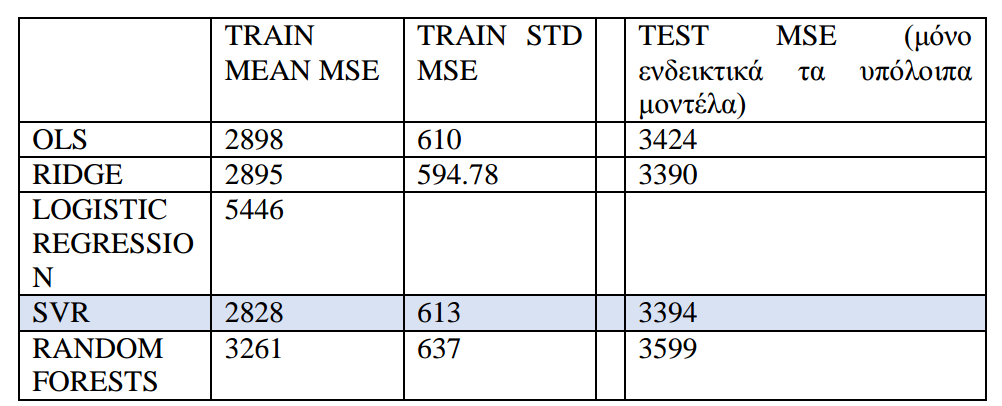 TRAIN MEAN MSE TRAIN STD MSE TEST MSE (μόνο ενδεικτικά τα υπόλοιπα μοντέλα)
OLS 2898 610 3424
RIDGE 2895 594.78 3390
LOGISTIC REGRESSIO N 5446
SVR 2828 613 3394
RANDOM FORESTS 3261 637 3599